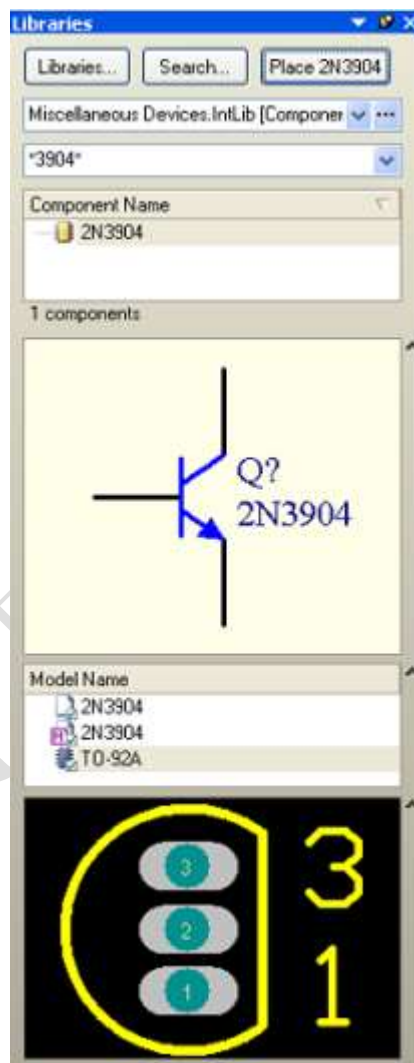 Libraries
Libraries... Search... Place 2N3904
Miscellaneous Devices.IntLib [Componer
*3904*
Component Name
2N3904
1 components
Q?
2N3904
Model Name
2N3904
2N3904
TO-92A
3
3
2
1
1